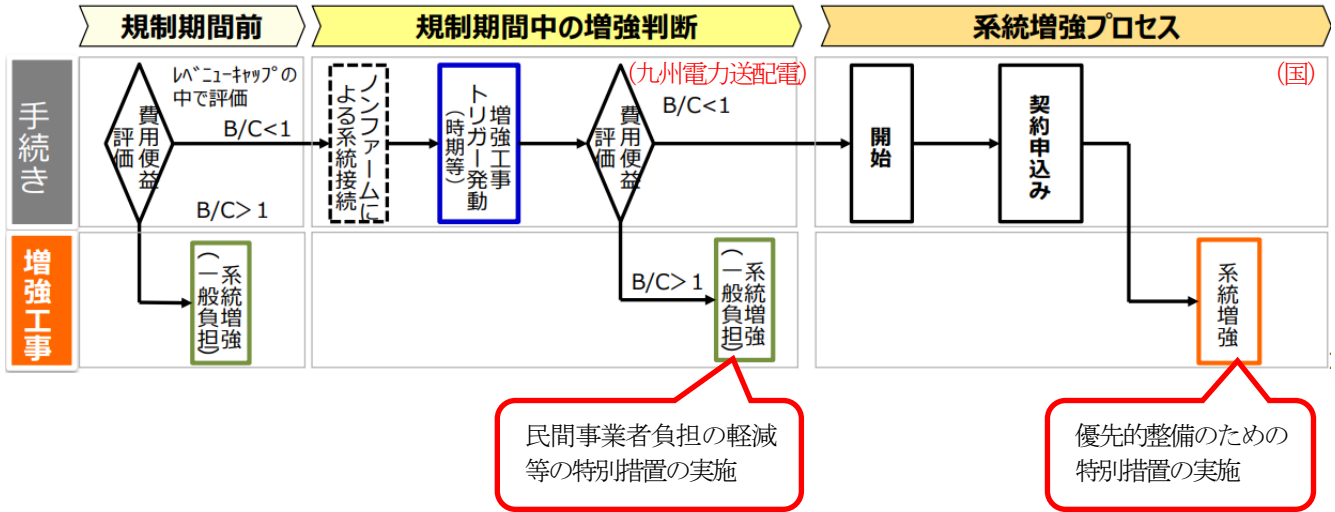 規制期間前
規制期間中の増強判断
系統増強プロセス
手続き
ﾚﾍﾞﾆｭｰｷｬｯﾌﾟの
中で評価
費用便益
評価
B/C<1
B/C>1
ノンファームに
よる系統接続
増強工事
トリガー発動
(時期等)
(九州電力送配電)
費用便益
評価
B/C<1
B/C>1
(国)
開始
契約申込み
増強工事
系統増強
(一般負担)
系統増強
(一般負担)
系統増強
民間事業者負担の軽減
等の特別措置の実施
優先的整備のための
特別措置の実施